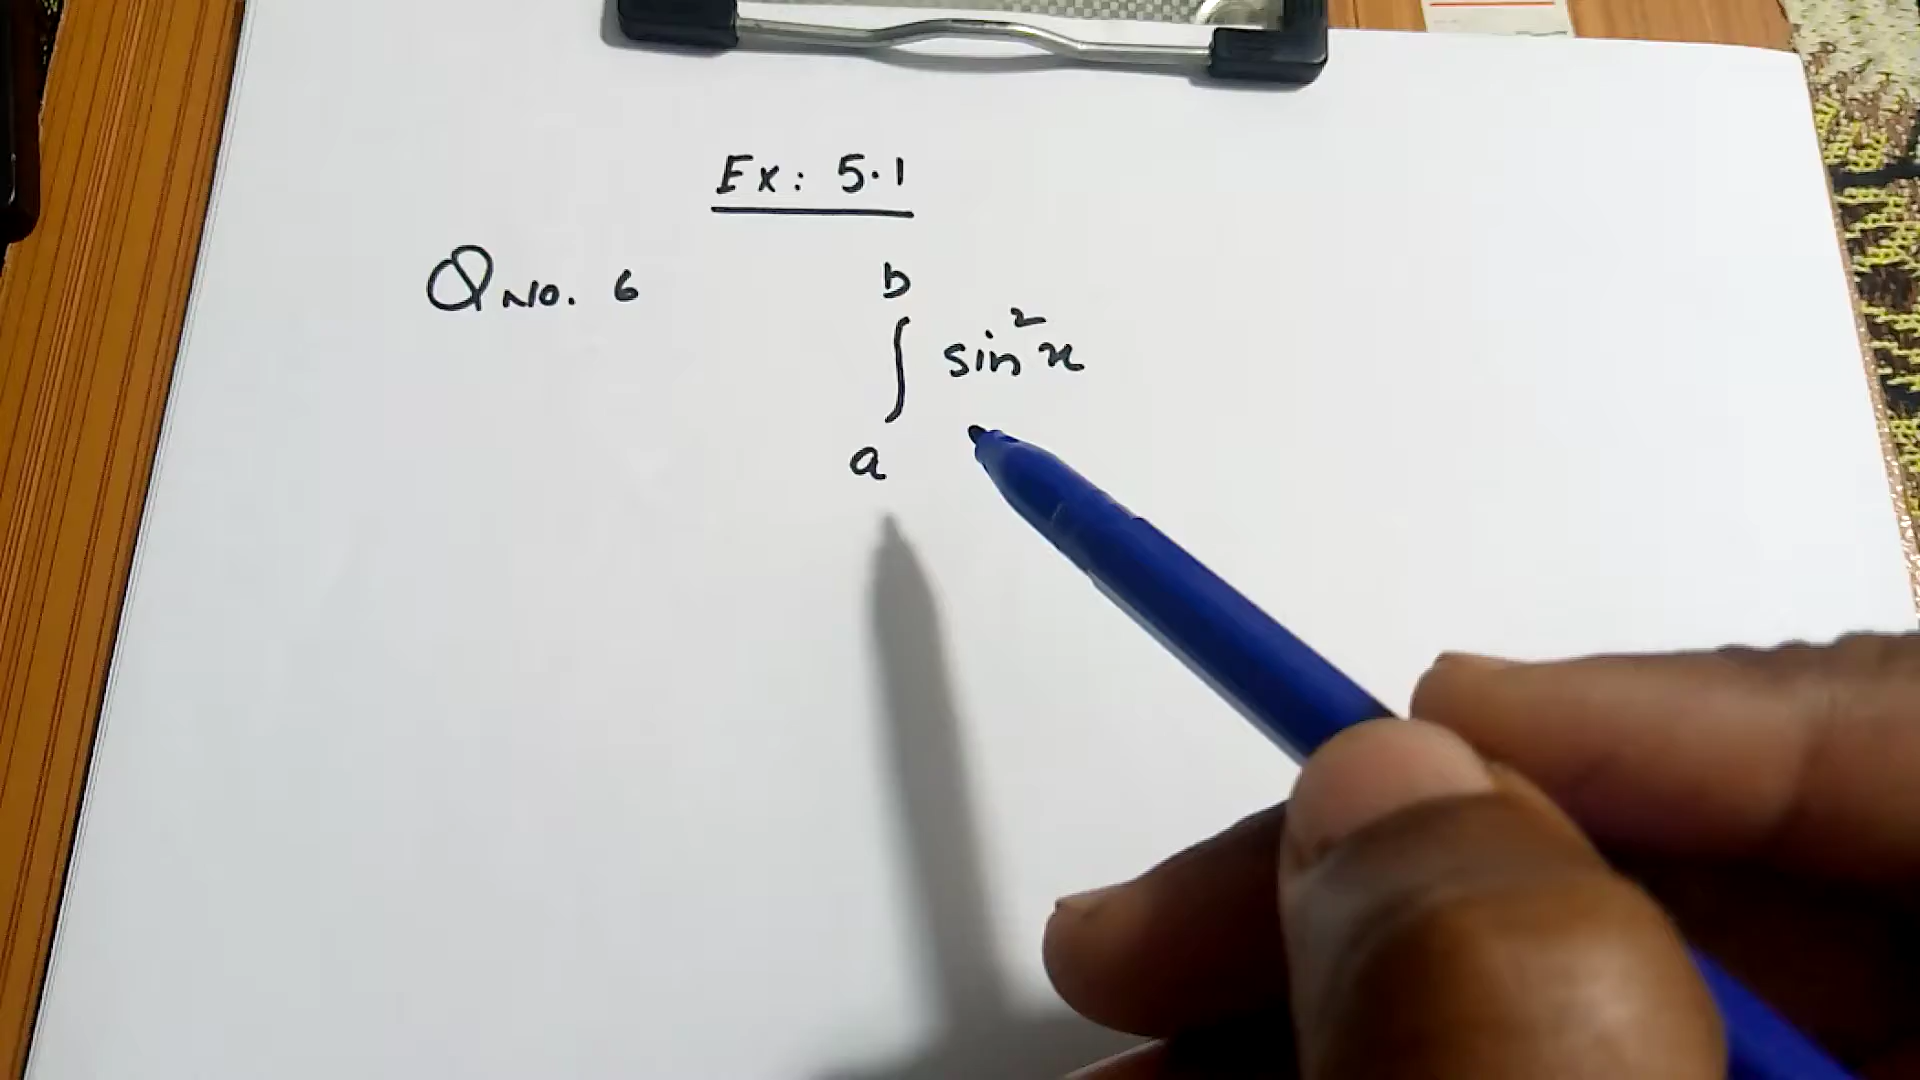 Ex: 5.1
Q No. 6
b
∫ sin²x
a